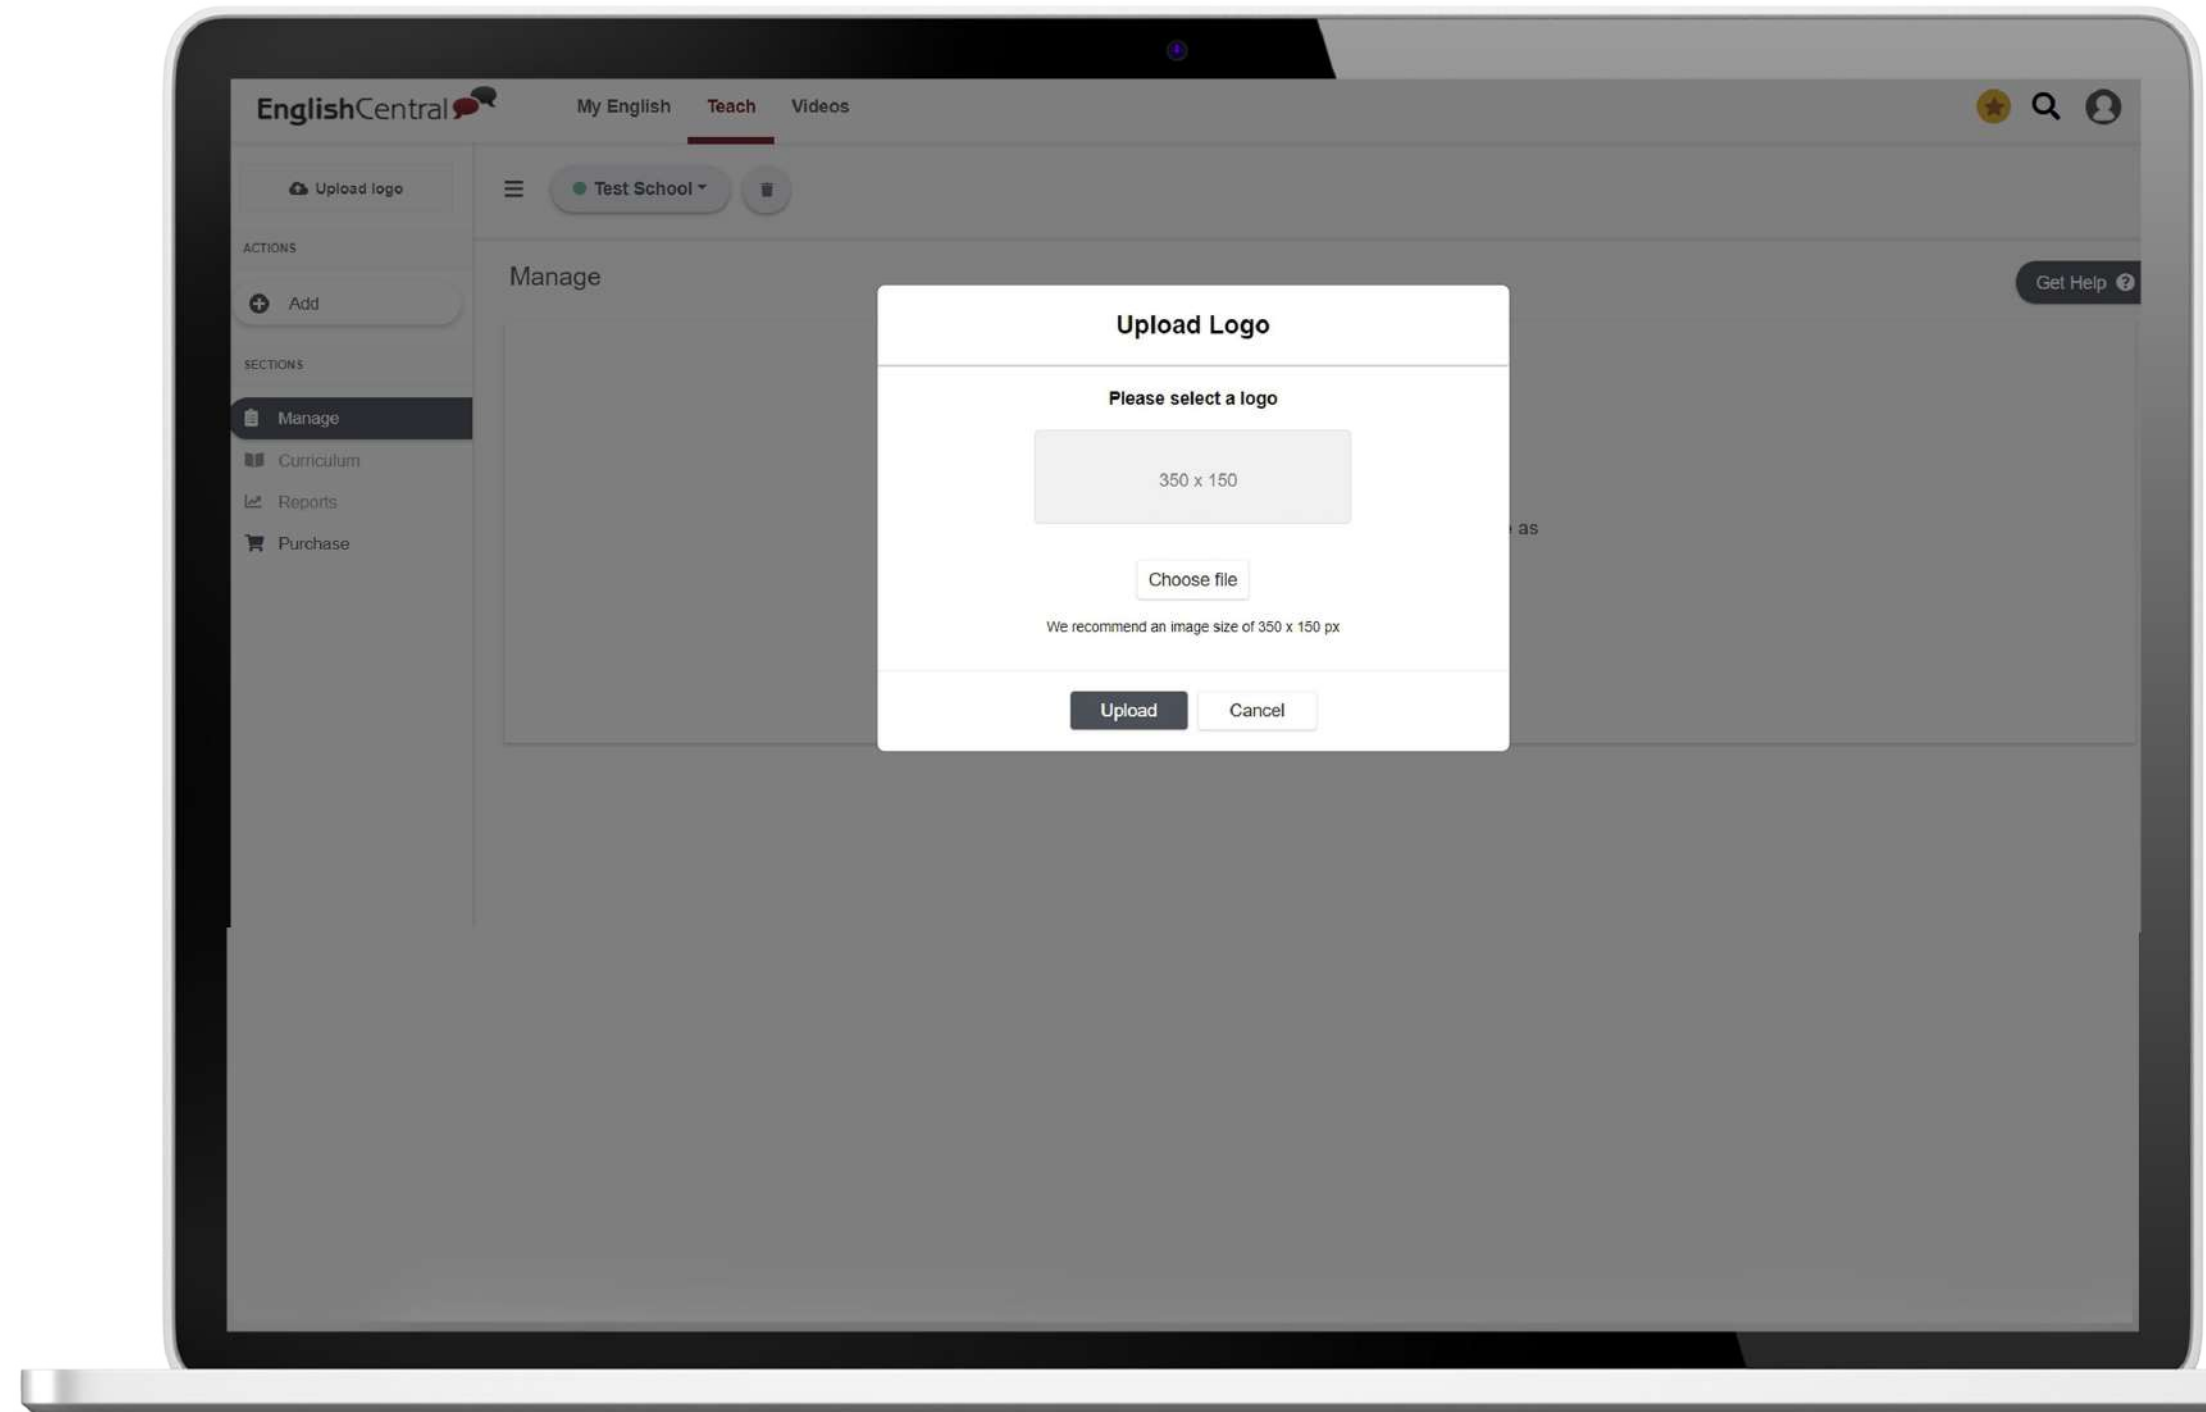 EnglishCentral
My English Teach Videos
Upload logo
Test School
ACTIONS
Add
SECTIONS
Manage
Curriculum
Reports
Purchase
Manage
Get Help
as
Upload Logo
Please select a logo
350 x 150
Choose file
We recommend an image size of 350 x 150 px
Upload Cancel